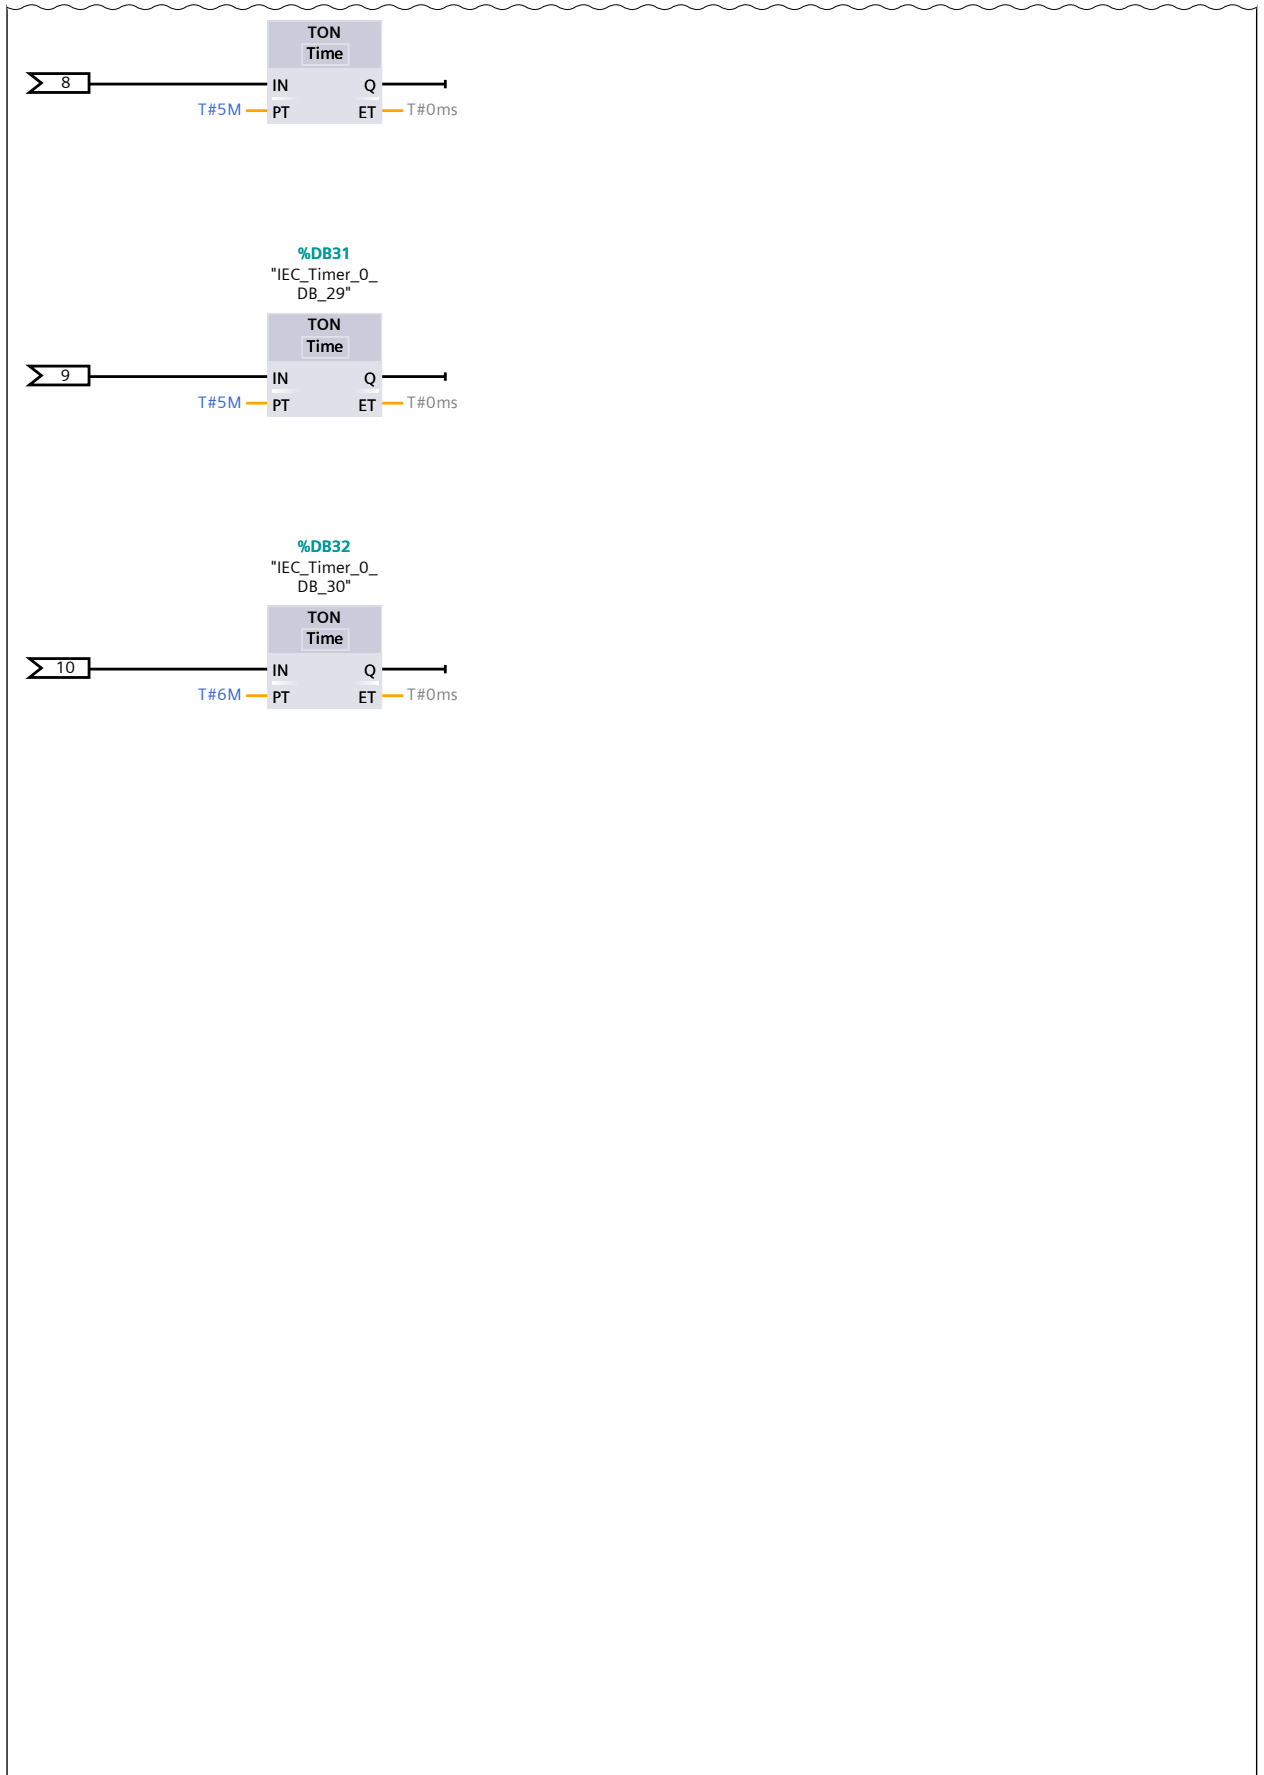 TON
Time
8 IN Q
T#5M PT ET T#0ms
%DB31
"IEC_Timer_0_
DB_29"
TON
Time
9 IN Q
T#5M PT ET T#0ms
%DB32
"IEC_Timer_0_
DB_30"
TON
Time
10 IN Q
T#6M PT ET T#0ms